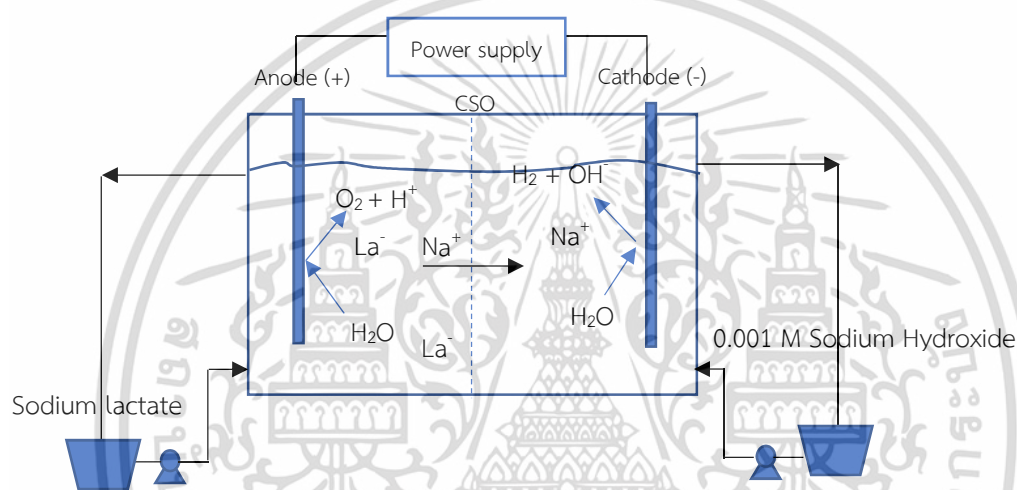 Power supply
Anode (+)
Cathode (-)
CSO
H₂ + OH⁻
O₂ + H⁺
La⁻
Na⁺
Na⁺
H₂O
H₂O
La⁻
0.001 M Sodium Hydroxide
Sodium lactate